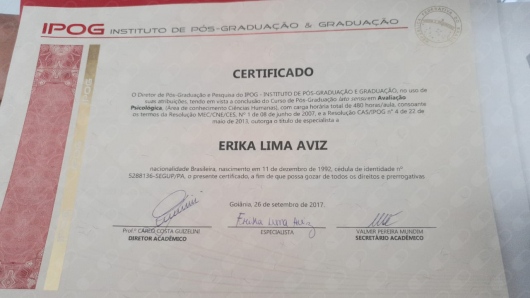 IPOG INSTITUTO DE PÓS-GRADUAÇÃO & GRADUAÇÃO
CERTIFICADO
O Diretor de Pós-Graduação e Pesquisa do IPOG - INSTITUTO DE PÓS-GRADUAÇÃO E GRADUAÇÃO, no uso de
suas atribuições, tendo em vista a conclusão do Curso de Pós-Graduação Lato sensu em Avaliação
Psicológica, (Área de conhecimento Ciências Humanas), com carga horária total de 480 horas/aula, consoante
os termos da Resolução MEC/CNE/CES, Nº 1 de 08 de junho de 2007, e a Resolução CAS/IPOG nº 4 de 22 de
maio de 2013, outorga o título de especialista a
ERIKA LIMA AVIZ
nacionalidade Brasileira, nascimento em 11 de dezembro de 1992, cédula de identidade nº
5288136-SEGUP/PA, o presente certificado, a fim de que possa gozar de todos os direitos e prerrogativas
Goiânia, 26 de setembro de 2017.
Erika Lima Aviz
Prof.º CARLO COSTA GUIZELINI
DIRETOR ACADÊMICO
ESPECIALISTA
VALMIR PEREIRA MUNDIM
SECRETÁRIO ACADÊMICO
IPOG